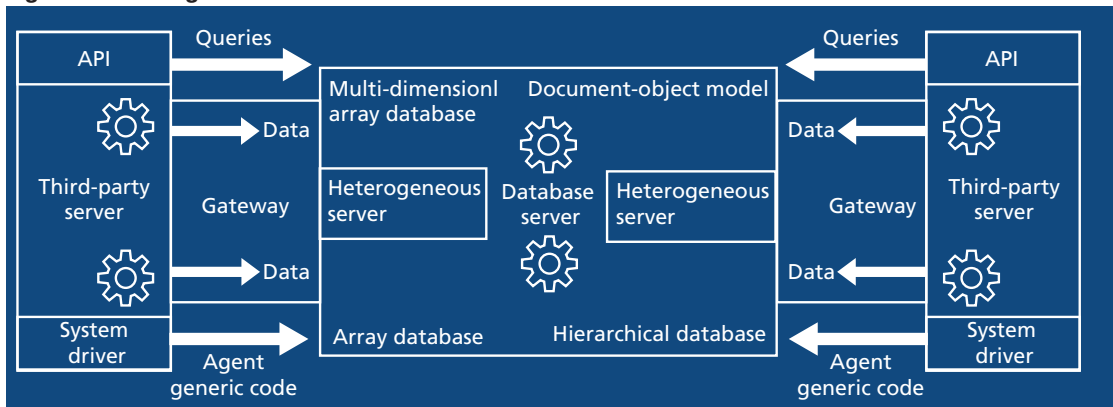 Queries
Queries
API
API
Multi-dimensionl
array database
Document-object model
Data
Data
Third-party
server
Gateway
Heterogeneous
server
Database
server
Heterogeneous
server
Gateway
Third-party
server
Data
Data
System
driver
Array database
Hierarchical database
System
driver
Agent
generic code
Agent
generic code